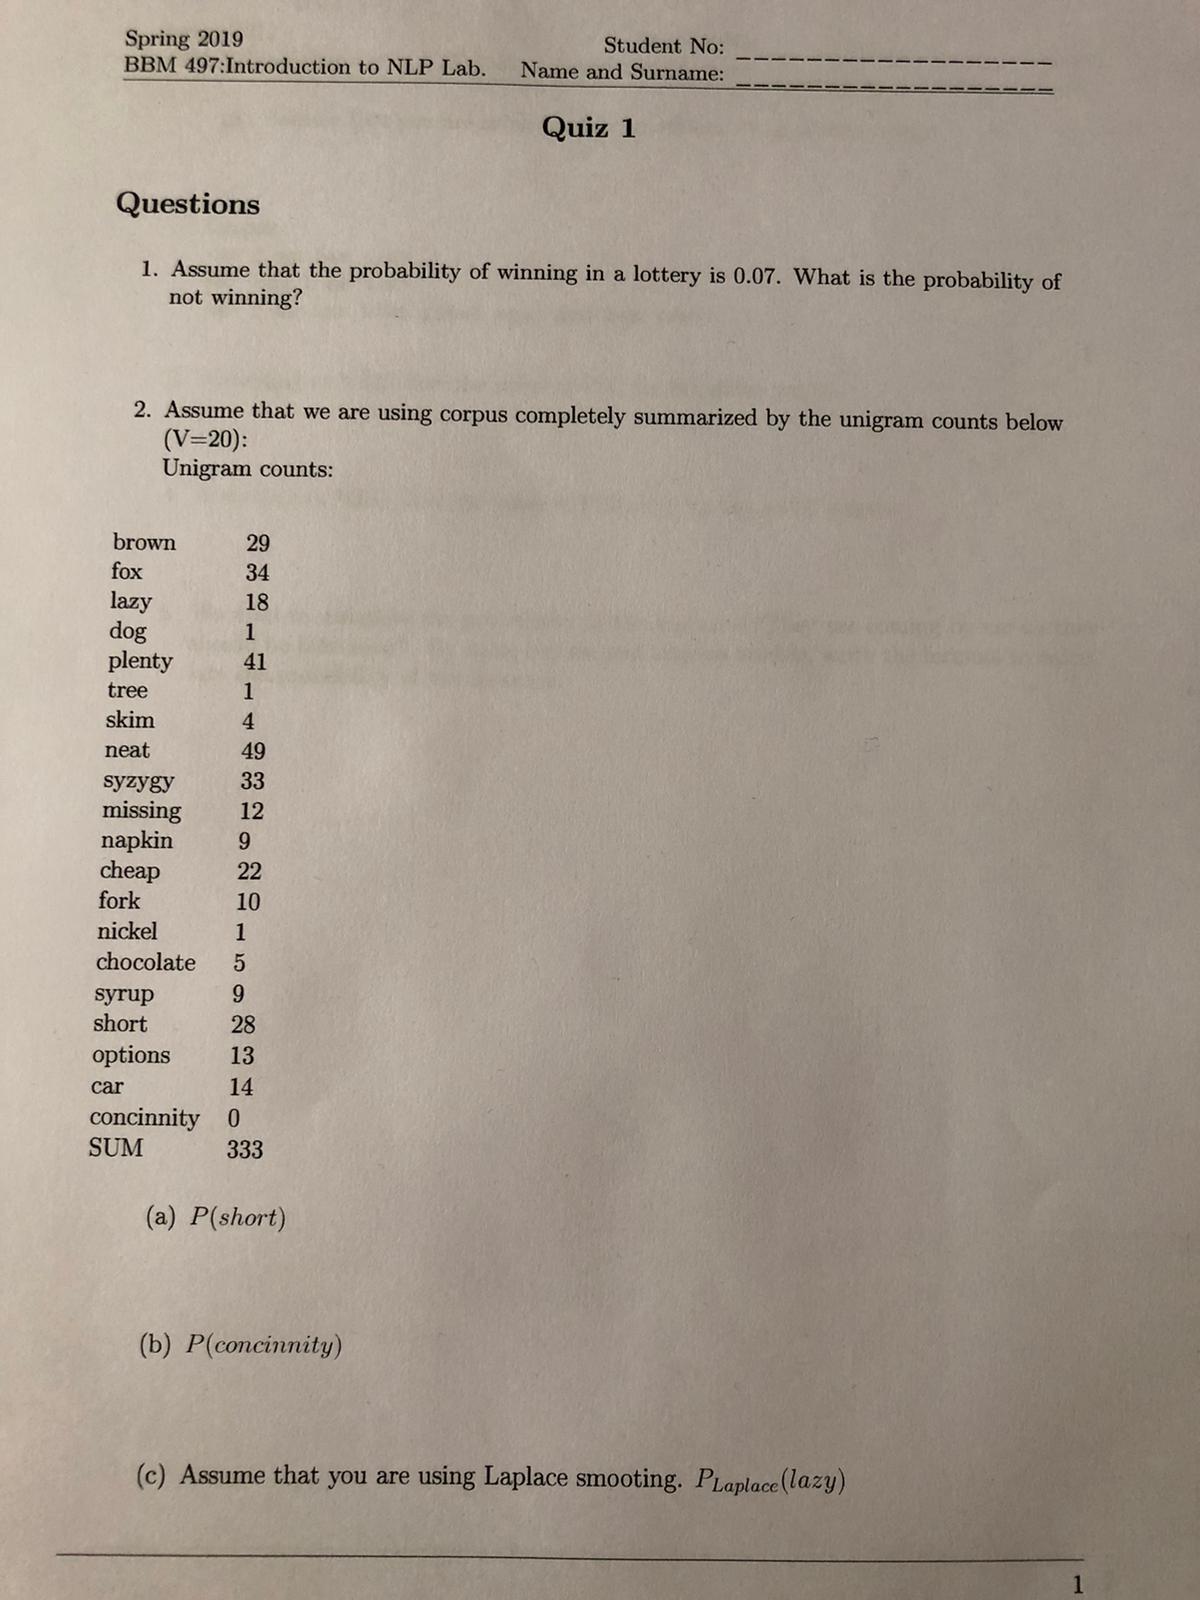 Spring 2019
Student No:
BBM 497:Introduction to NLP Lab.
Name and Surname:
Quiz 1
Questions
1. Assume that the probability of winning in a lottery is 0.07. What is the probability of
not winning?
2. Assume that we are using corpus completely summarized by the unigram counts below
(V=20):
Unigram counts:
brown 29
fox 34
lazy 18
dog 1
plenty 41
tree 1
skim 4
neat 49
syzygy 33
missing 12
napkin 9
cheap 22
fork 10
nickel 1
chocolate 5
syrup 9
short 28
options 13
car 14
concinnity 0
SUM 333
(a) P(short)
(b) P(concinnity)
(c) Assume that you are using Laplace smooting. PLaplace(lazy)
1